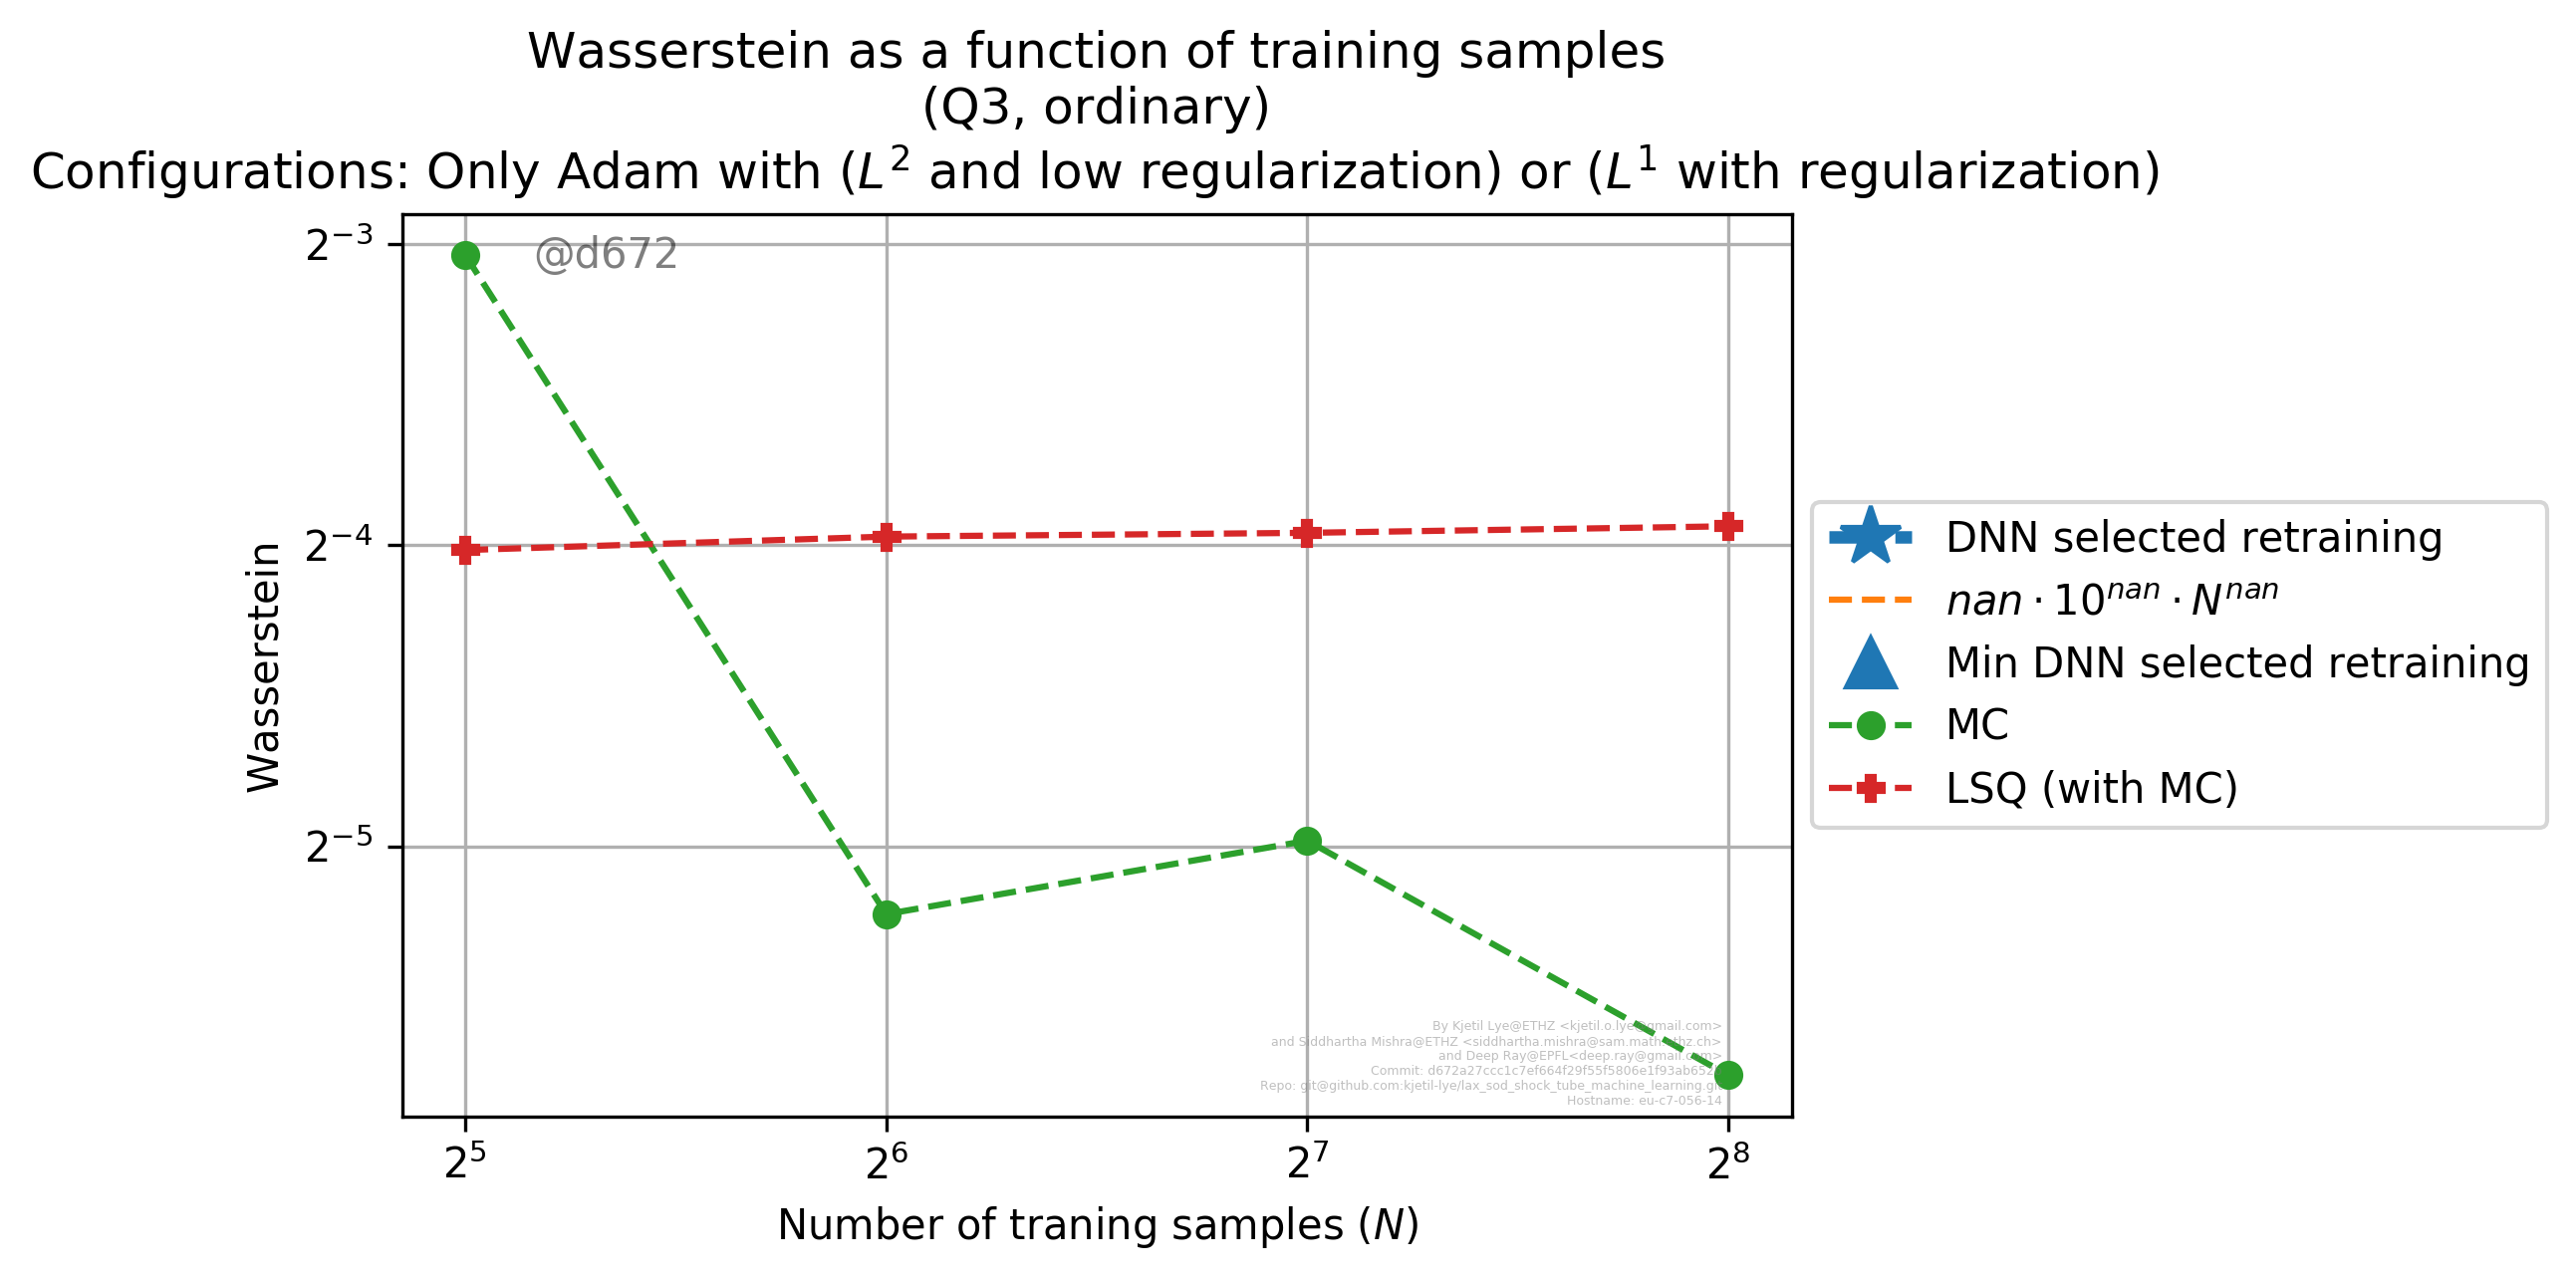 Wasserstein as a function of training samples
(Q3, ordinary)
Configurations: Only Adam with (L² and low regularization) or (L¹ with regularization)
2⁻³
@d672
2⁻⁴
2⁻⁵
Wasserstein
DNN selected retraining
nan · 10ⁿᵃⁿ · Nⁿᵃⁿ
Min DNN selected retraining
MC
LSQ (with MC)
By Kjetil Lye@ETHZ <kjetil.o.lye@gmail.com>
and Siddhartha Mishra@ETHZ <siddhartha.mishra@sam.math.ethz.ch>
and Deep Ray@EPFL<deep.ray@gmail.com>
Commit:
Repo: git@github.com:kjetil-lye/lax_sod_shock_tube_machine_learning.git
Hostname: eu-c7-056-14
2⁵
2⁶
2⁷
2⁸
Number of traning samples (N)